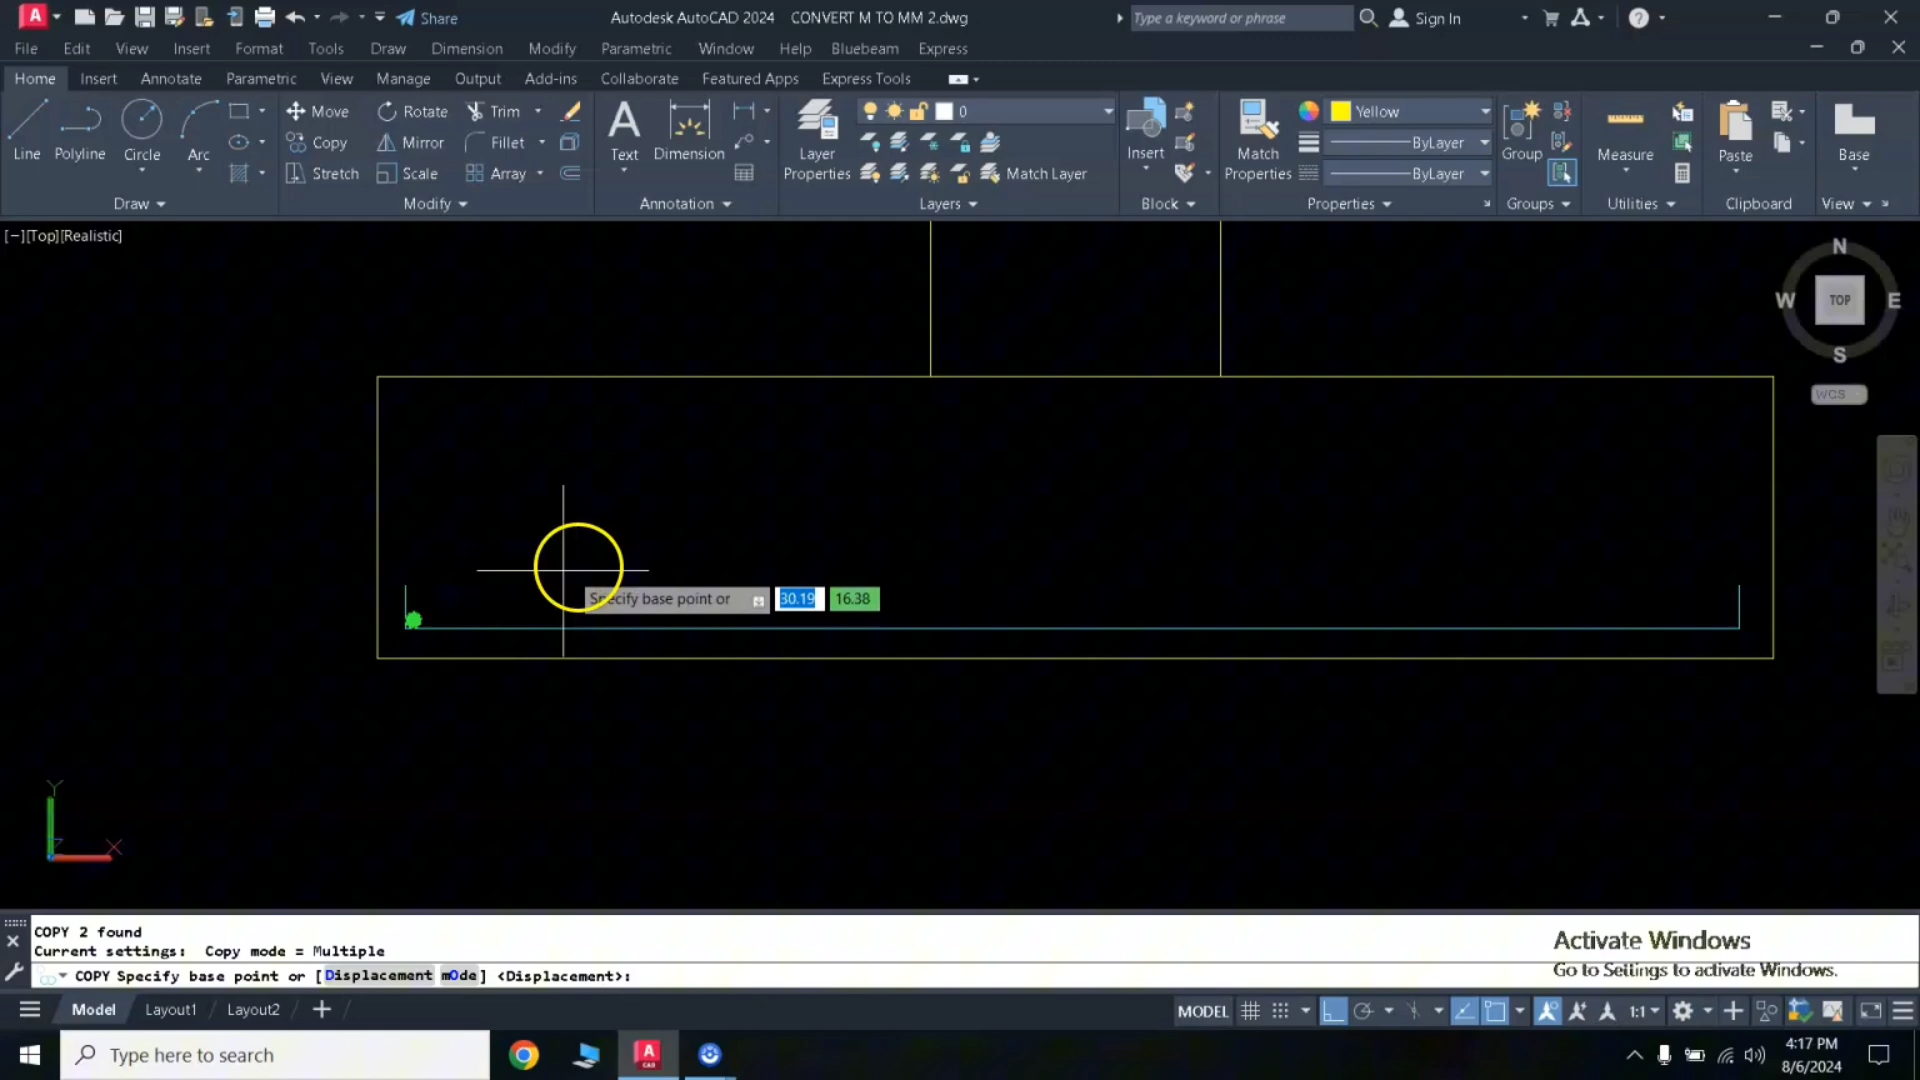 Share
Autodesk AutoCAD 2024 CONVERT M TO MM 2.dwg
Type a keyword or phrase
Sign In
File Edit View Insert Format Tools Draw Dimension Modify Parametric Window Help Bluebeam Express
Home Insert Annotate Parametric View Manage Output Add-ins Collaborate Featured Apps Express Tools
Line
Polyline
Circle
Arc
Move
Rotate
Trim
Copy
Mirror
Fillet
Stretch
Scale
Array
Text
Dimension
Layer
Properties
0
Match Layer
Insert
Match
Properties
Yellow
ByLayer
ByLayer
Group
Measure
Paste
Base
Draw
Modify
Annotation
Layers
Block
Properties
Groups
Utilities
Clipboard
View
[−][Top][Realistic]
N
W TOP E
S
WCS
Specify base point or 30.19 16.38
Y
Z X
COPY 2 found
Current settings: Copy mode = Multiple
COPY Specify base point or [Displacement mOde] <Displacement>:
Activate Windows
Go to Settings to activate Windows.
Model Layout1 Layout2
MODEL
1:1
Type here to search
A
CAD
4:17 PM
8/6/2024